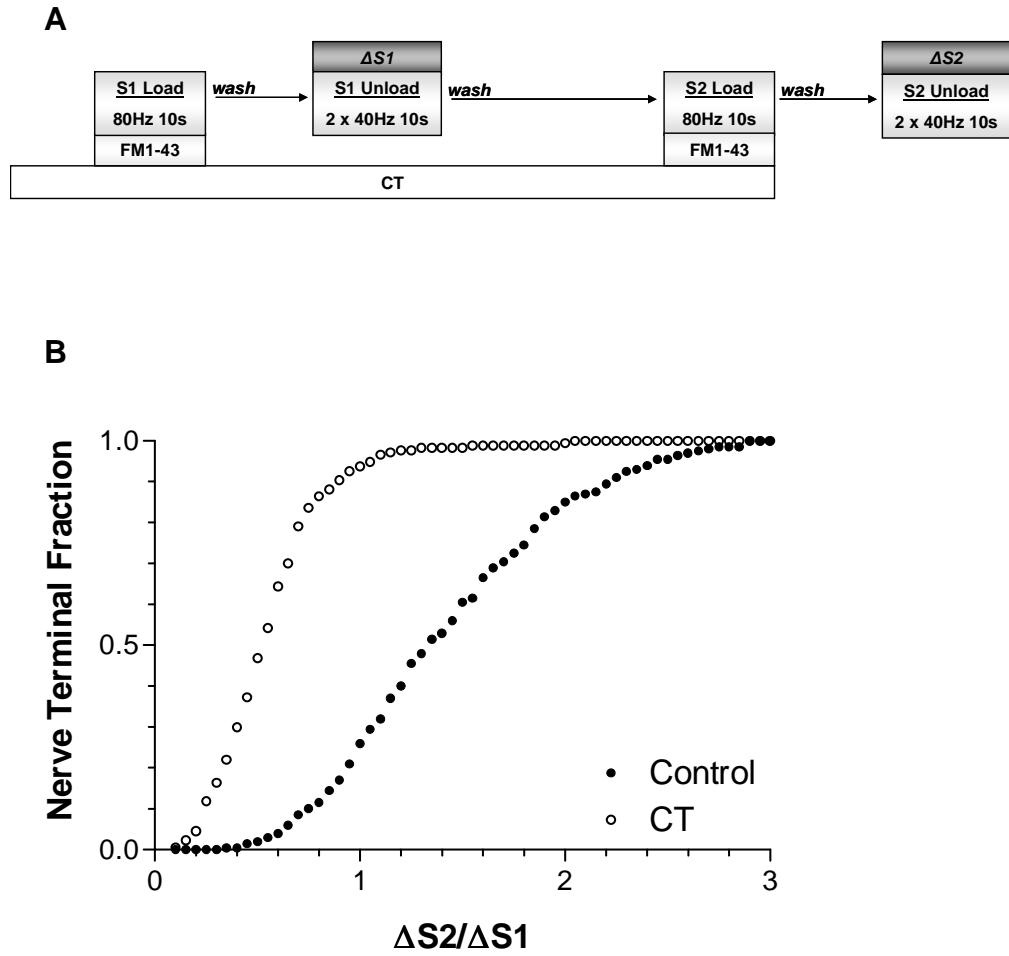 A
ΔS1
ΔS2
S1 Load
wash
S1 Unload
wash
S2 Load
wash
S2 Unload
80Hz 10s
2 x 40Hz 10s
80Hz 10s
2 x 40Hz 10s
FM1-43
FM1-43
CT
B
Nerve Terminal Fraction
1.0
0.5
0.0
Control
CT
0
1
2
3
ΔS2/ΔS1